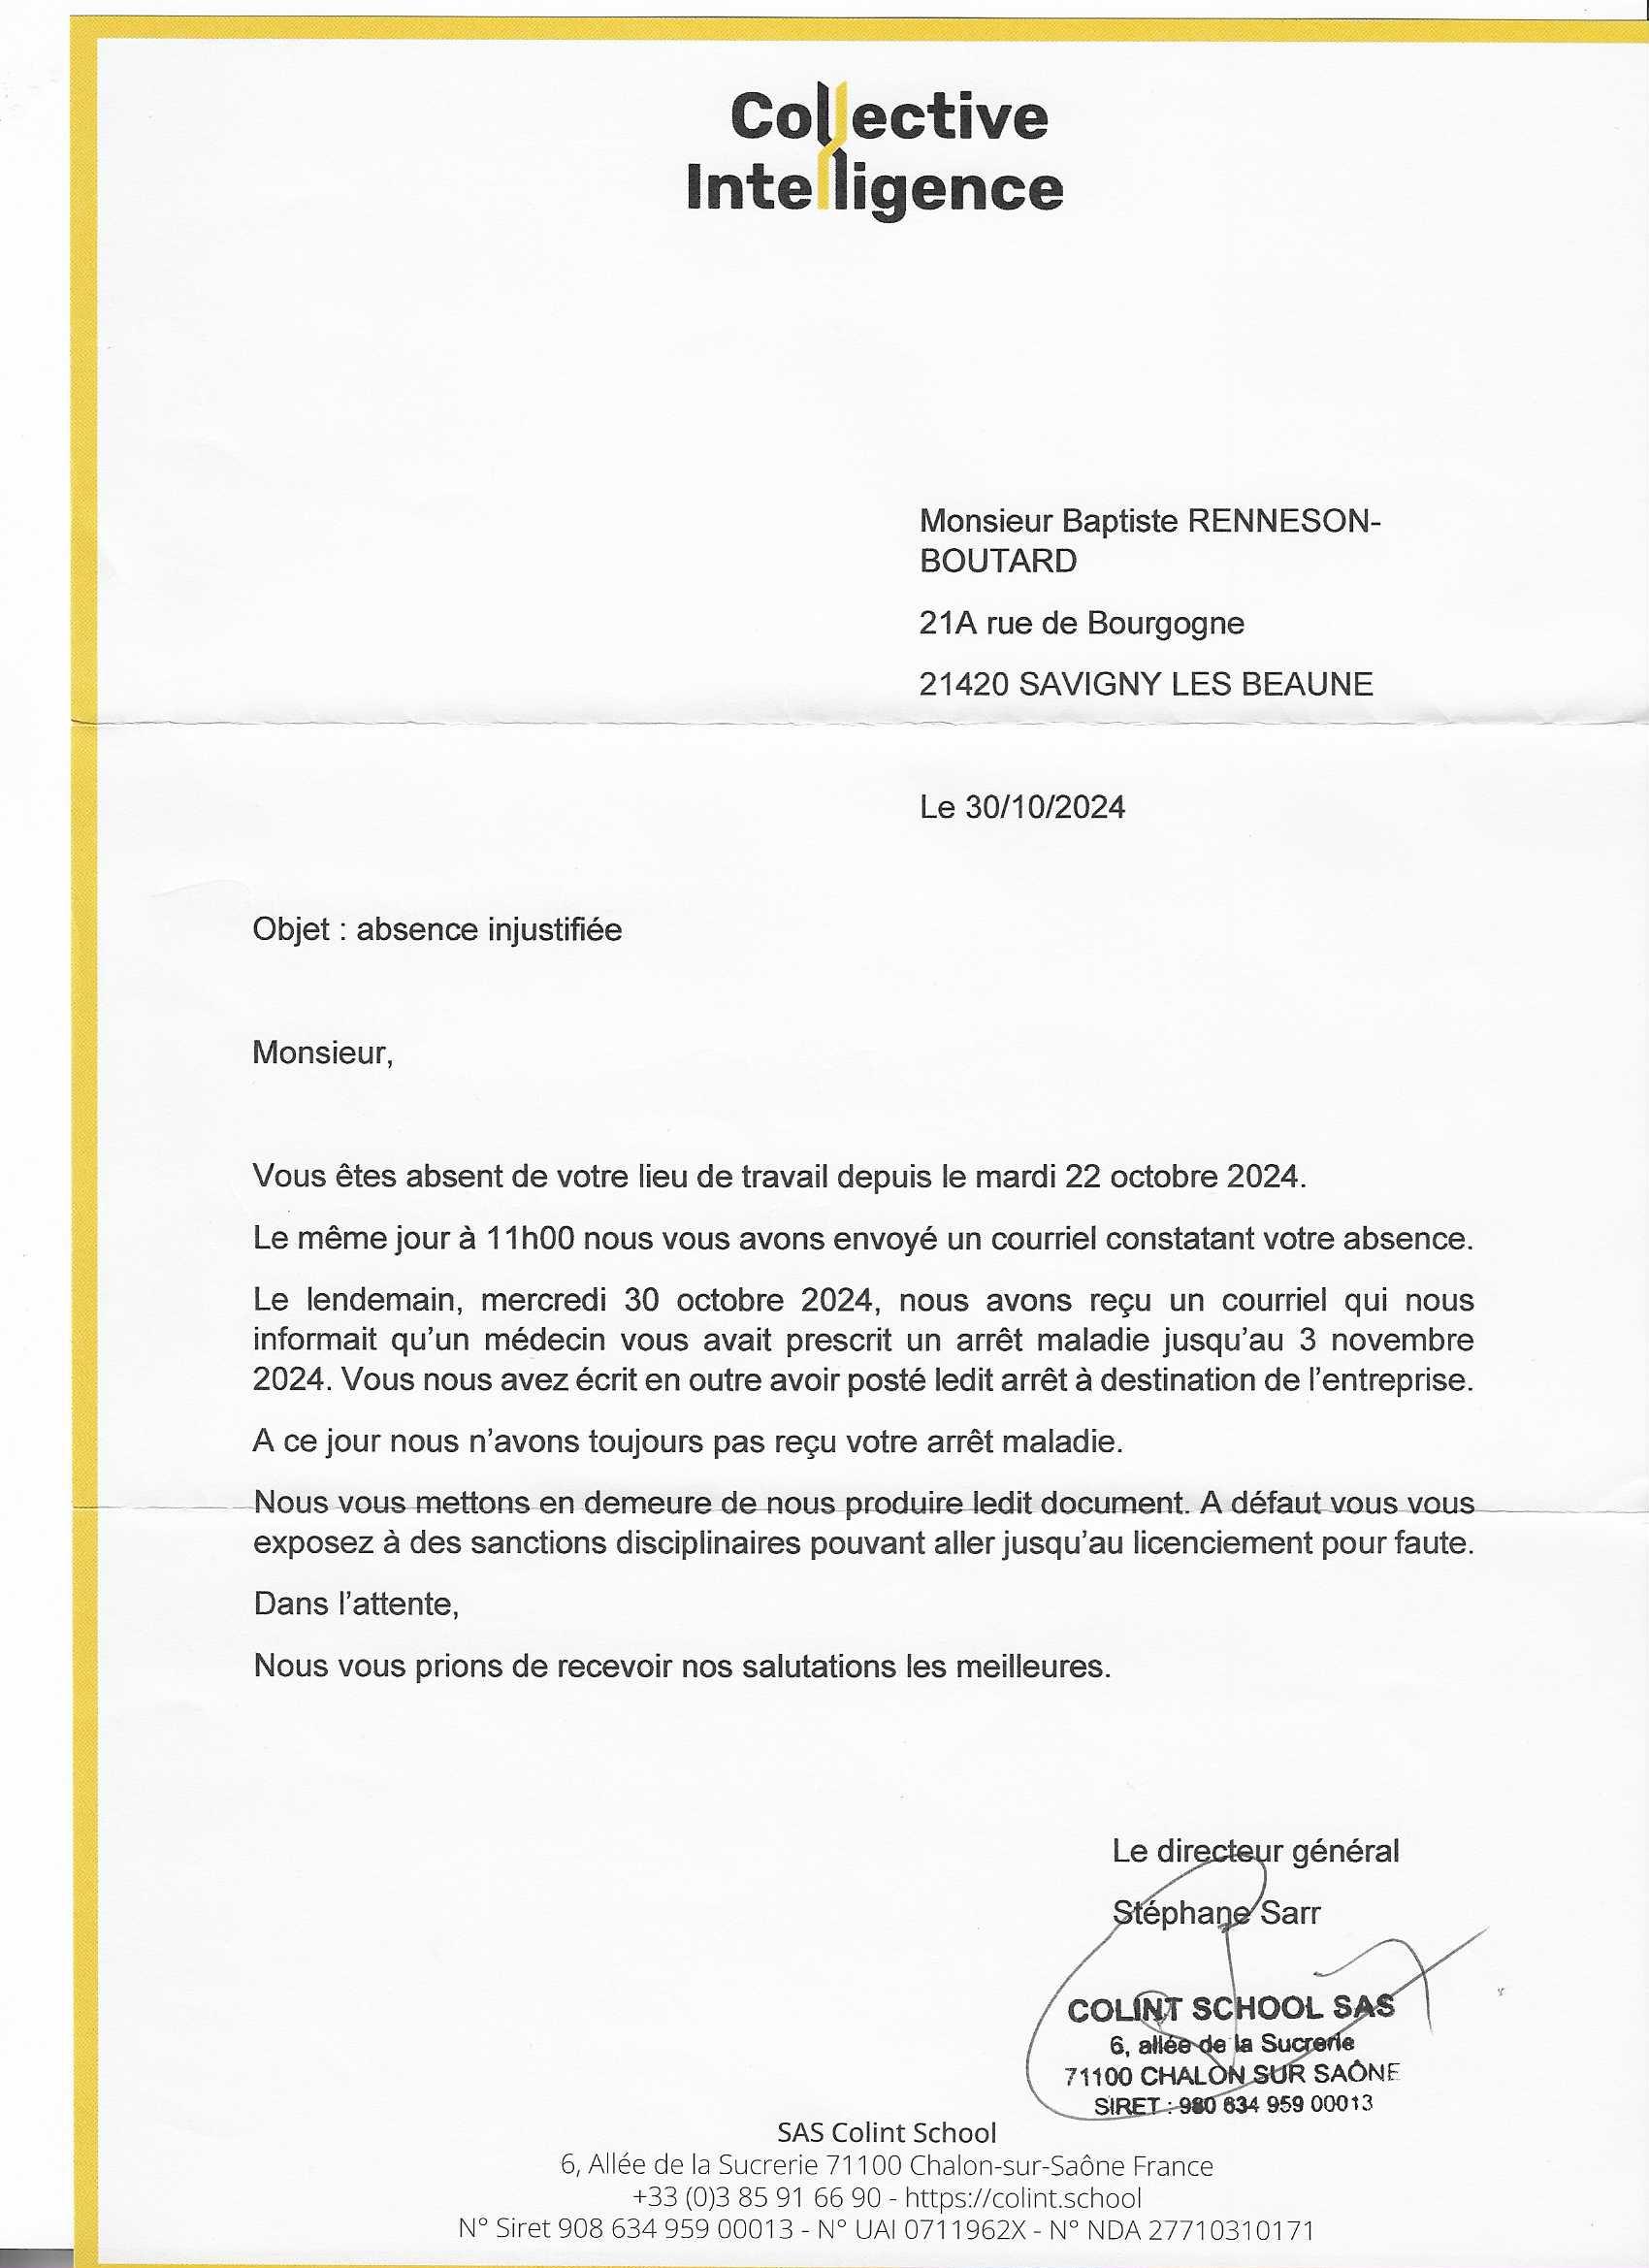 Collective
Intelligence
Monsieur Baptiste RENNESON-
BOUTARD
21A rue de Bourgogne
21420 SAVIGNY LES BEAUNE
Le 30/10/2024
Objet : absence injustifiée
Monsieur,
Vous êtes absent de votre lieu de travail depuis le mardi 22 octobre 2024.
Le même jour à 11h00 nous vous avons envoyé un courriel constatant votre absence.
Le lendemain, mercredi 30 octobre 2024, nous avons reçu un courriel qui nous
informait qu’un médecin vous avait prescrit un arrêt maladie jusqu’au 3 novembre
2024. Vous nous avez écrit en outre avoir posté ledit arrêt à destination de l’entreprise.
A ce jour nous n’avons toujours pas reçu votre arrêt maladie.
Nous vous mettons en demeure de nous produire ledit document. A défaut vous vous
exposez à des sanctions disciplinaires pouvant aller jusqu’au licenciement pour faute.
Dans l’attente,
Nous vous prions de recevoir nos salutations les meilleures.
Le directeur général
Stéphane Sarr
COLINT SCHOOL SAS
6, allée de la Sucrerie
71100 CHALON SUR SAÔNE
SIRET : 980 634 959 00013
SAS Colint School
6, Allée de la Sucrerie 71100 Chalon-sur-Saône France
+33 (0)3 85 91 66 90 - https://colint.school
N° Siret 908 634 959 00013 - N° UAI 0711962X - N° NDA 27710310171